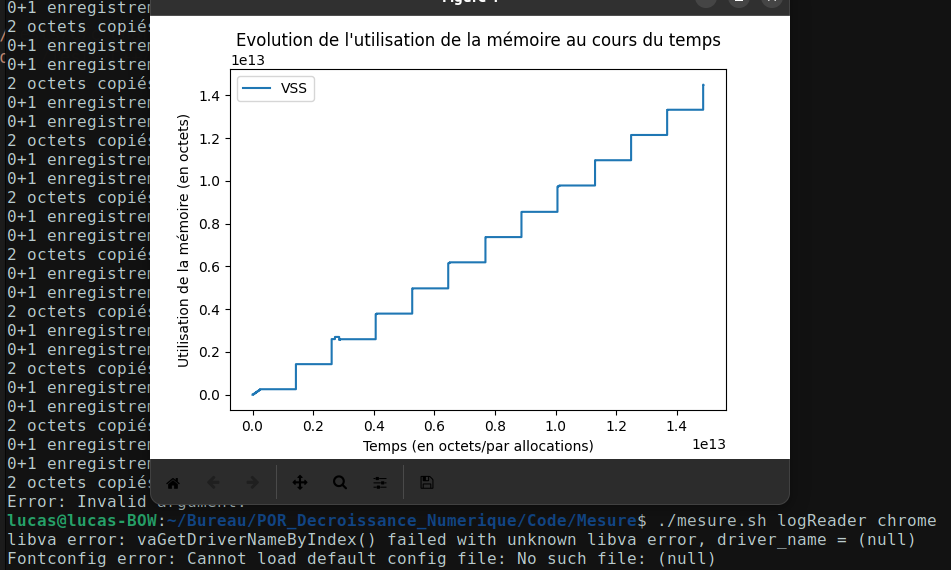 0+1 enregistrem
2 octets copiés
0+1 enregistrem
0+1 enregistrem
2 octets copiés
0+1 enregistrem
0+1 enregistrem
2 octets copiés
0+1 enregistrem
0+1 enregistrem
2 octets copiés
0+1 enregistrem
0+1 enregistrem
2 octets copiés
0+1 enregistrem
0+1 enregistrem
2 octets copiés
0+1 enregistrem
0+1 enregistrem
2 octets copiés
0+1 enregistrem
0+1 enregistrem
2 octets copiés
0+1 enregistrem
0+1 enregistrem
2 octets copiés
Error: Invalid argument.
Evolution de l'utilisation de la mémoire au cours du temps
1e13
VSS
Utilisation de la mémoire (en octets)
1.4
1.2
1.0
0.8
0.6
0.4
0.2
0.0
0.0 0.2 0.4 0.6 0.8 1.0 1.2 1.4
1e13
Temps (en octets/par allocations)
lucas@lucas-BOW:~/Bureau/POR_Decroissance_Numerique/Code/Mesure$ ./mesure.sh logReader chrome
libva error: vaGetDriverNameByIndex() failed with unknown libva error, driver_name = (null)
Fontconfig error: Cannot load default config file: No such file: (null)